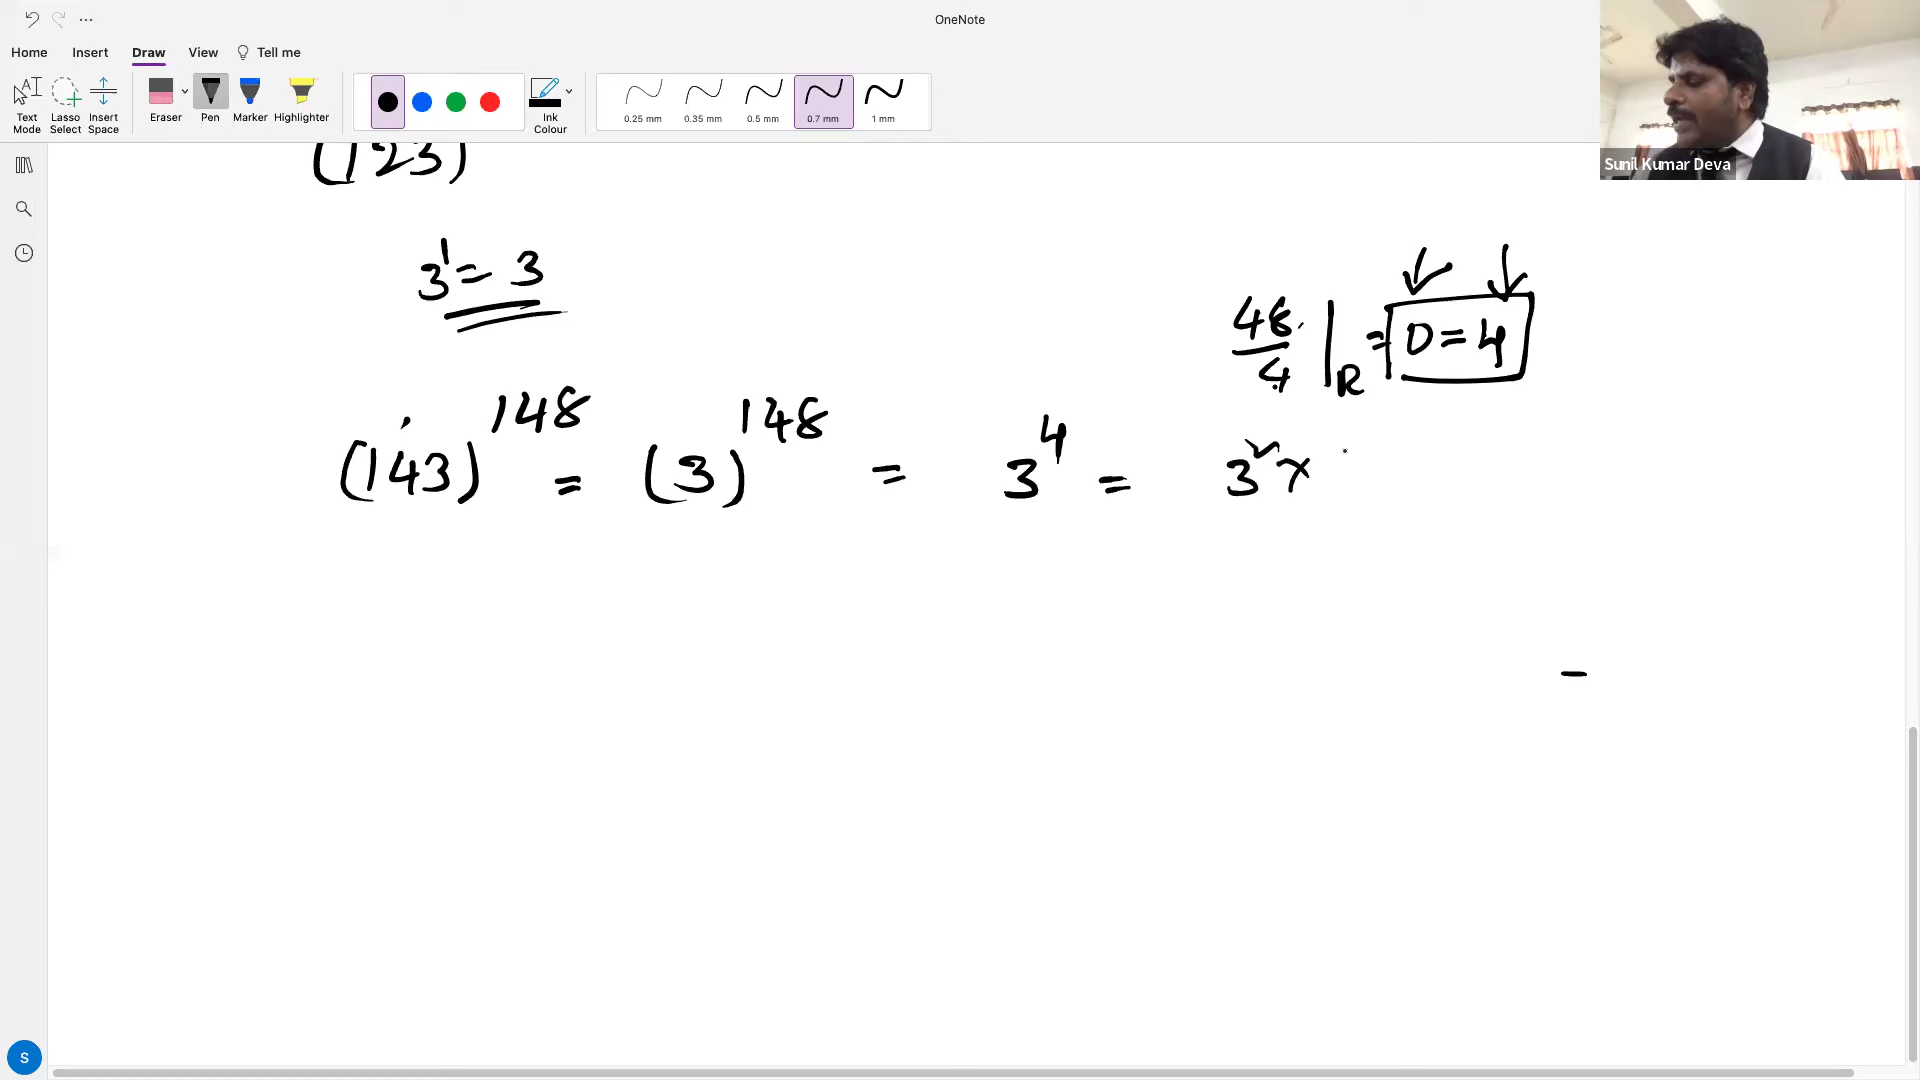 OneNote
Home Insert Draw View Tell me
Text Mode
Lasso Select
Insert Space
Eraser
Pen
Marker
Highlighter
Ink Colour
0.25 mm
0.35 mm
0.5 mm
0.7 mm
1 mm
Sunil Kumar Deva
(123)
3¹ = 3
48/4 |R = 0 = 4
(143)¹⁴⁸ = (3)¹⁴⁸ = 3⁴ = 3² ×
S